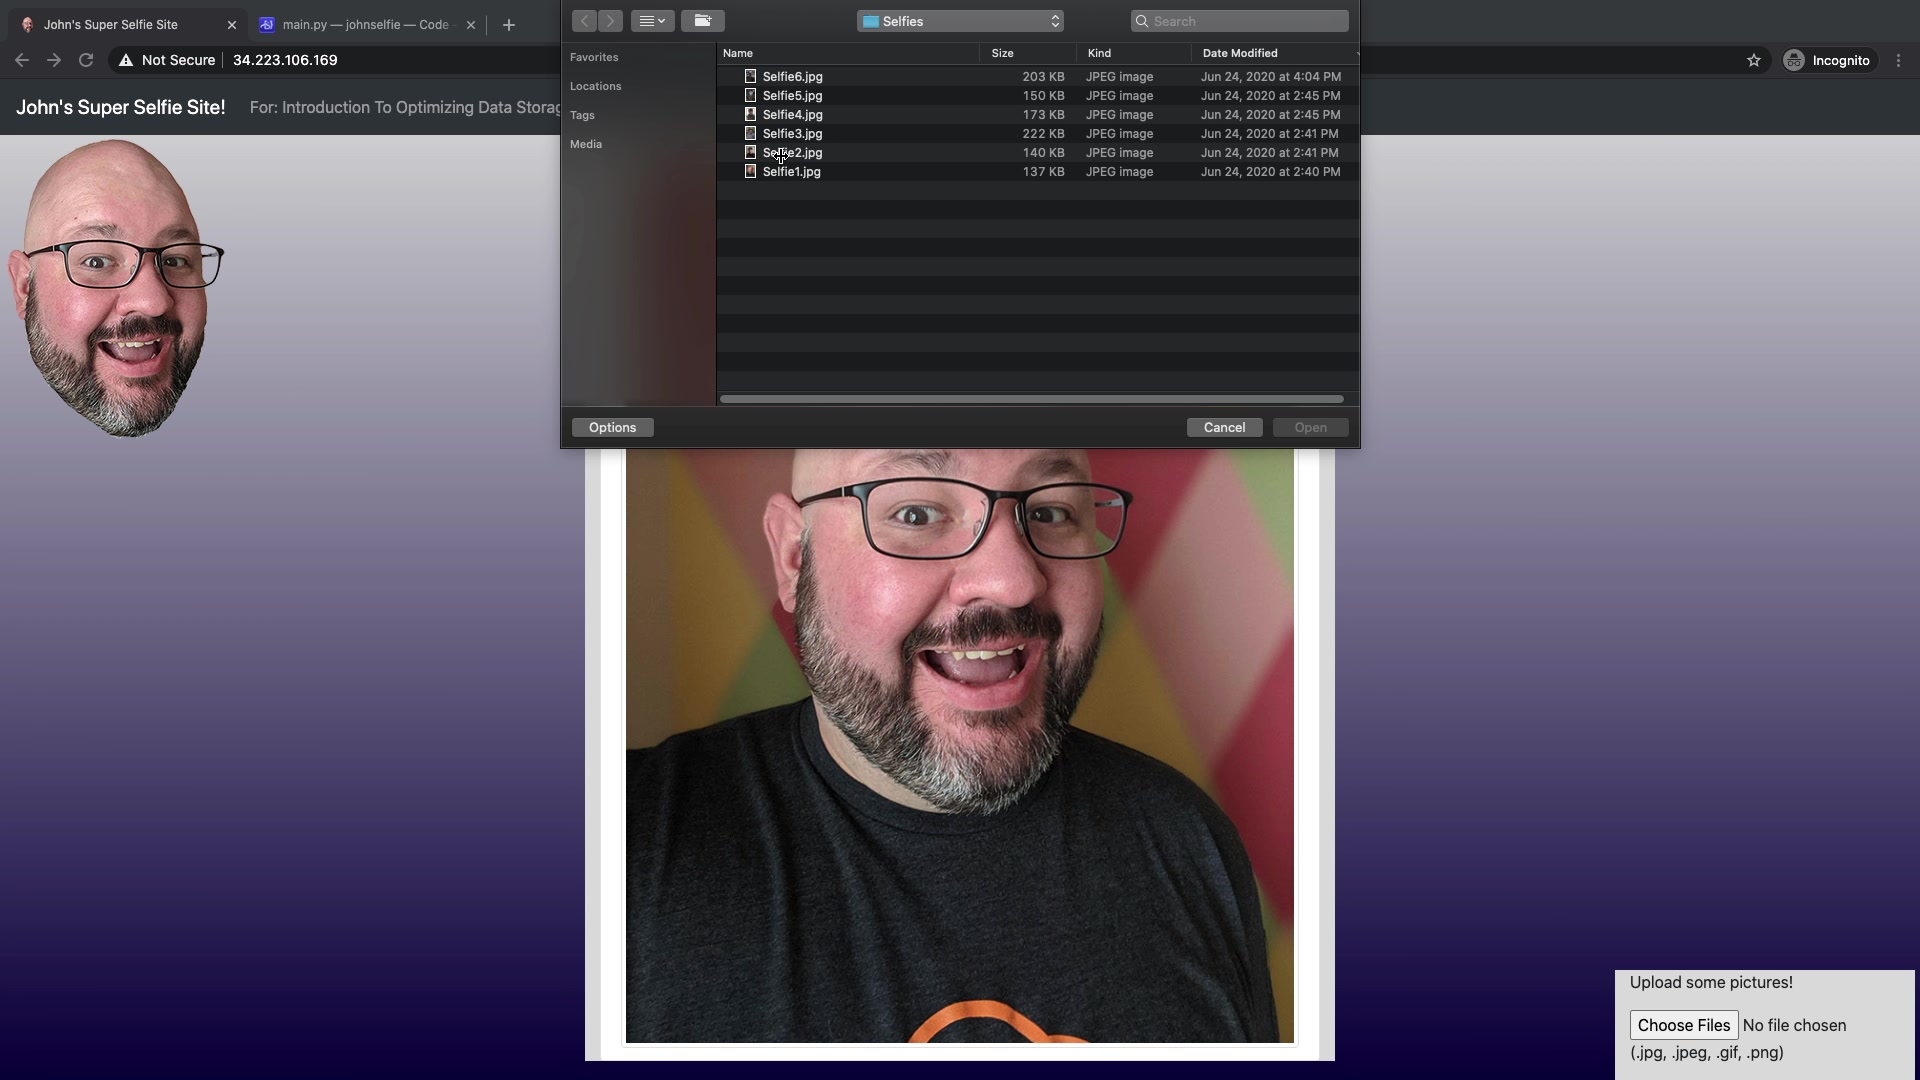 John's Super Selfie Site
main.py — johnselfie — Code
Not Secure
34.223.106.169
Incognito
John's Super Selfie Site!
For: Introduction To Optimizing Data Storag
Selfies
Search
Favorites
Locations
Tags
Media
Name Size Kind Date Modified
Selfie6.jpg 203 KB JPEG image Jun 24, 2020 at 4:04 PM
Selfie5.jpg 150 KB JPEG image Jun 24, 2020 at 2:45 PM
Selfie4.jpg 173 KB JPEG image Jun 24, 2020 at 2:45 PM
Selfie3.jpg 222 KB JPEG image Jun 24, 2020 at 2:41 PM
Selfie2.jpg 140 KB JPEG image Jun 24, 2020 at 2:41 PM
Selfie1.jpg 137 KB JPEG image Jun 24, 2020 at 2:40 PM
Options
Cancel
Open
Upload some pictures!
Choose Files No file chosen
(.jpg, .jpeg, .gif, .png)